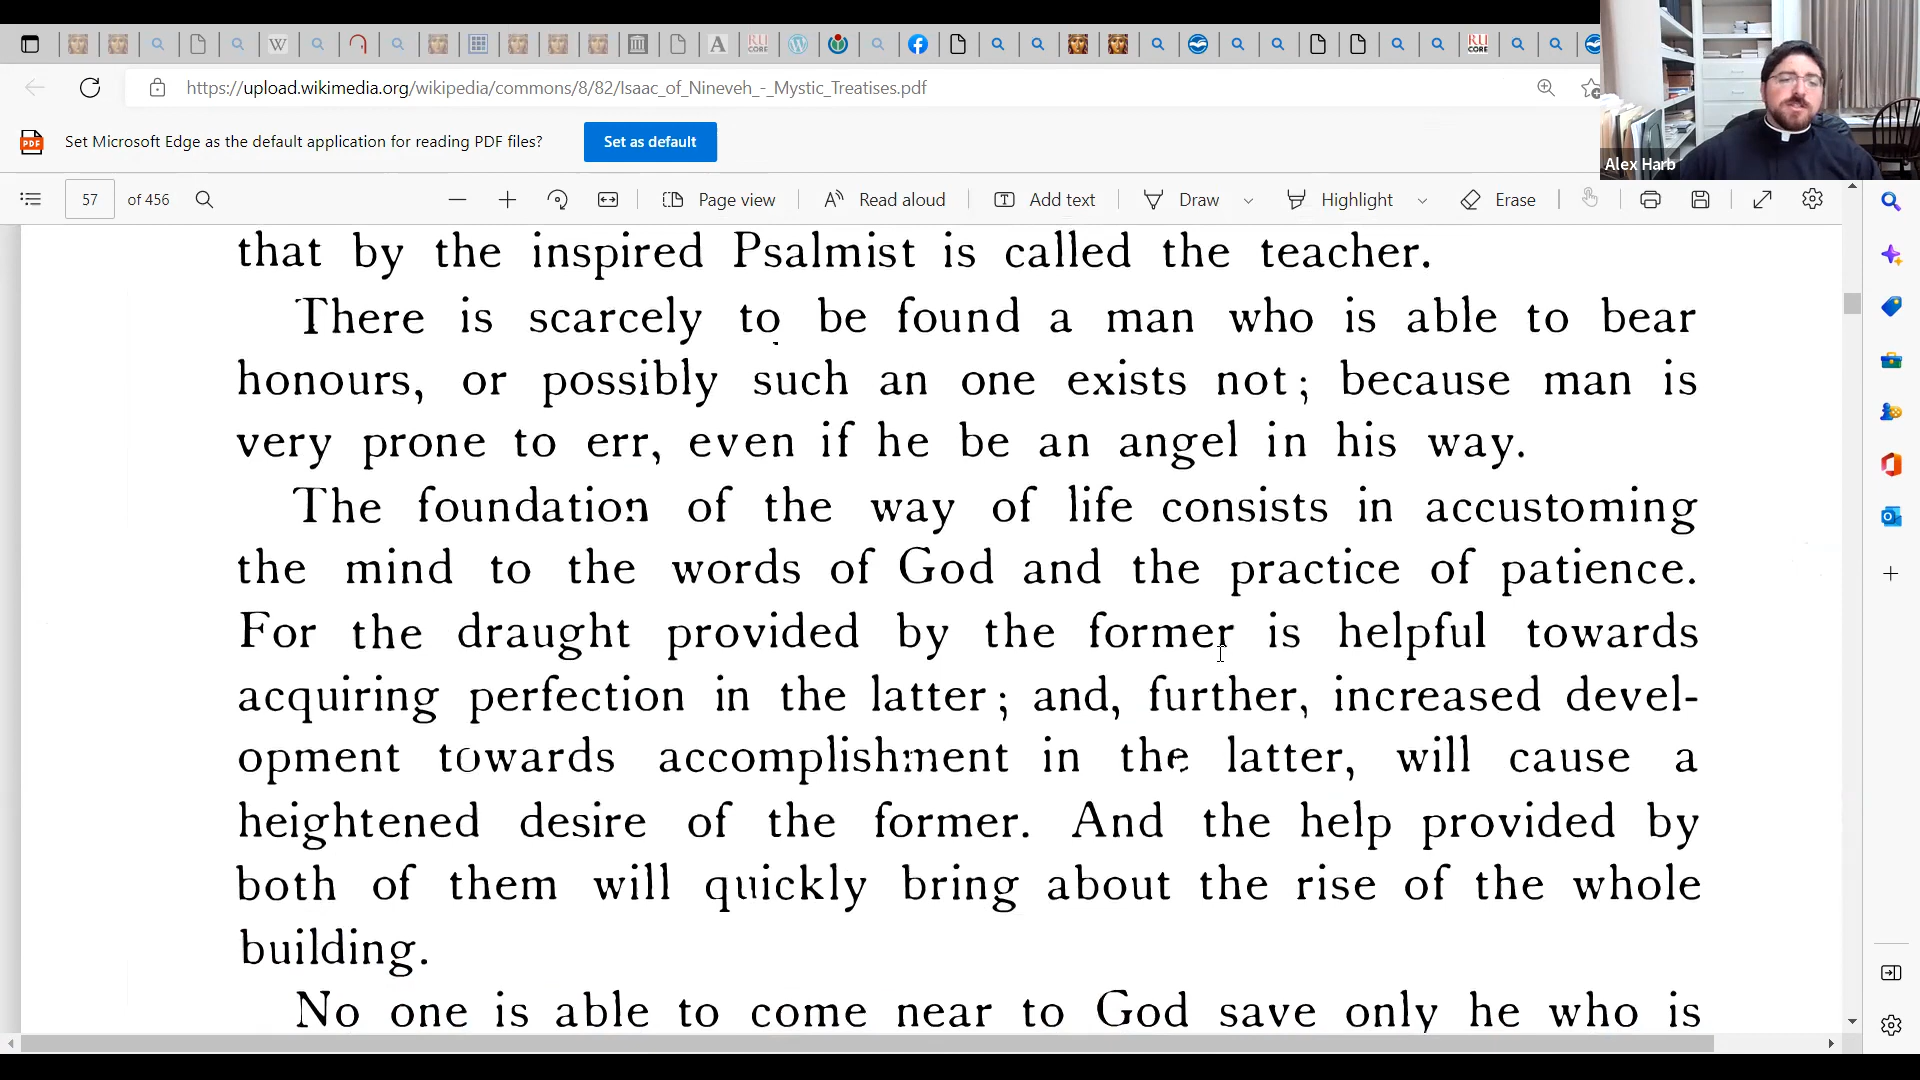 https://upload.wikimedia.org/wikipedia/commons/8/82/Isaac_of_Nineveh_-_Mystic_Treatises.pdf
Set Microsoft Edge as the default application for reading PDF files? Set as default
Alex Harb
57 of 456 Page view Read aloud Add text Draw Highlight Erase
that by the inspired Psalmist is called the teacher.
There is scarcely to be found a man who is able to bear
honours, or possibly such an one exists not; because man is
very prone to err, even if he be an angel in his way.
The foundation of the way of life consists in accustoming
the mind to the words of God and the practice of patience.
For the draught provided by the former is helpful towards
acquiring perfection in the latter; and, further, increased devel-
opment towards accomplishment in the latter, will cause a
heightened desire of the former. And the help provided by
both of them will quickly bring about the rise of the whole
building.
No one is able to come near to God save only he who is